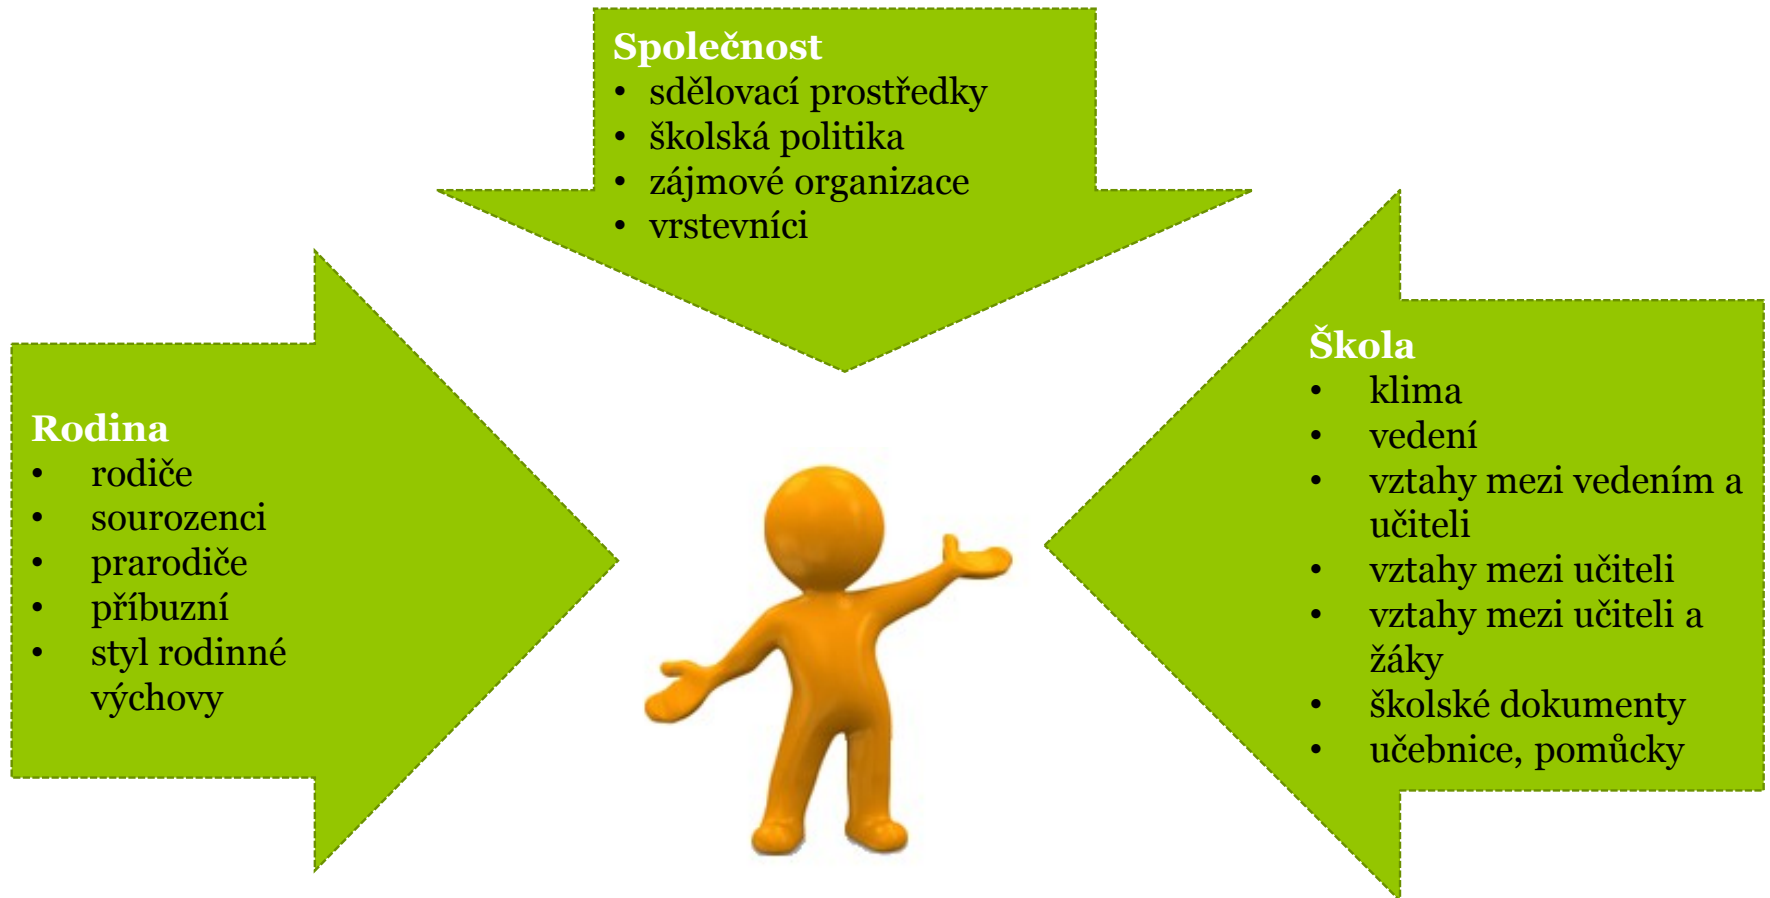 Společnost
• sdělovací prostředky
• školská politika
• zájmové organizace
• vrstevníci
Rodina
• rodiče
• sourozenci
• prarodiče
• příbuzní
• styl rodinné
výchovy
Škola
• klima
• vedení
• vztahy mezi vedením a
učiteli
• vztahy mezi učiteli
• vztahy mezi učiteli a
žáky
• školské dokumenty
• učebnice, pomůcky